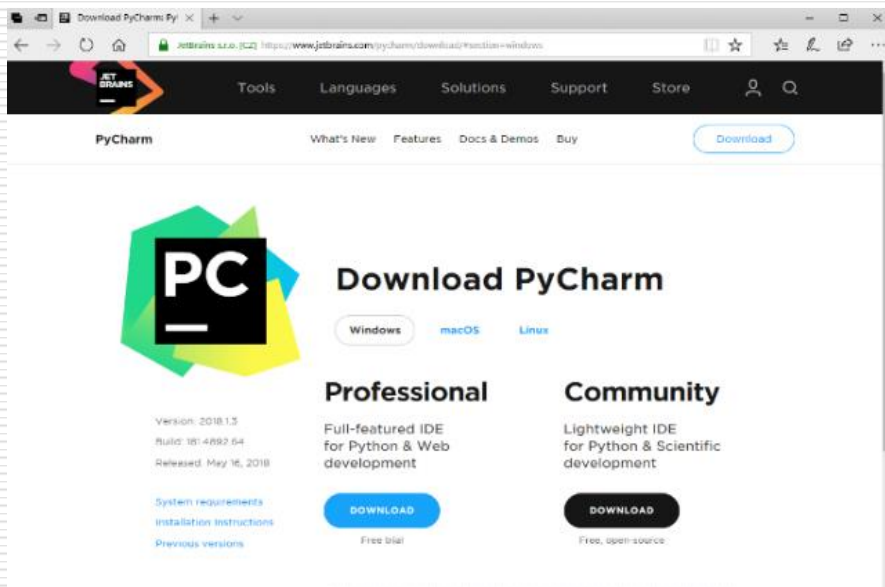 Download PyCharm: Py
JetBrains s.r.o. [CZ] https://www.jetbrains.com/pycharm/download/#section=windows
JET
BRAINS
Tools Languages Solutions Support Store
PyCharm What's New Features Docs & Demos Buy Download
PC
Download PyCharm
Windows macOS Linux
Professional Community
Full-featured IDE
for Python & Web
development
Lightweight IDE
for Python & Scientific
development
Version: 2018.1.3
Build: 181.4892.64
Released: May 16, 2018
System requirements
Installation Instructions
Previous versions
DOWNLOAD DOWNLOAD
Free trial Free, open-source